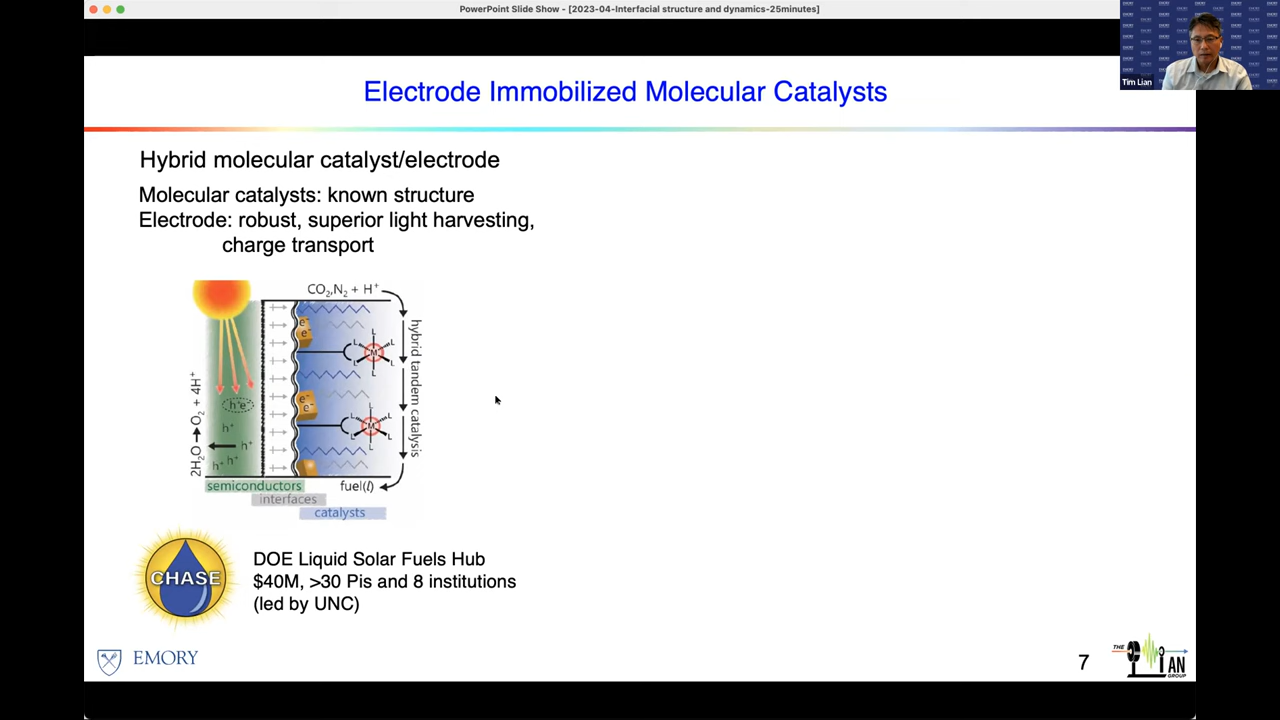 PowerPoint Slide Show - [2023-04-Interfacial structure and dynamics-25minutes]
Tim Lian
Electrode Immobilized Molecular Catalysts
Hybrid molecular catalyst/electrode
Molecular catalysts: known structure
Electrode: robust, superior light harvesting,
charge transport
CO₂,N₂ + H⁺
hybrid tandem catalysis
2H₂O → O₂ + 4H⁺
e⁻
e⁻
L
L L
M
L L
L
h⁺e⁻
e⁻
e⁻
h⁺
h⁺
h⁺ h⁺
L
L L
M
L L
L
semiconductors
fuel(l)
interfaces
catalysts
CHASE
DOE Liquid Solar Fuels Hub
$40M, >30 Pis and 8 institutions
(led by UNC)
EMORY
7
THE
LIAN
GROUP